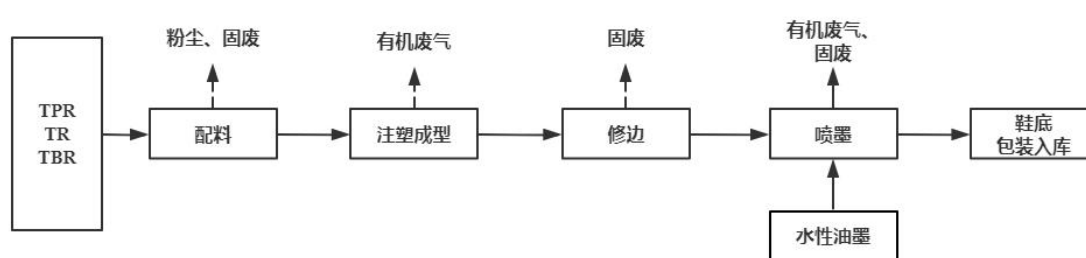 粉尘、固废
有机废气
固废
有机废气、
固废
TPR
TR
TBR
配料
注塑成型
修边
喷墨
鞋底
包装入库
水性油墨